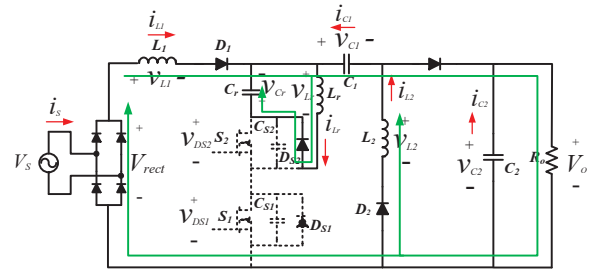 i_L1
L_1
D_1
+ v_L1 -
i_C1
+ v_C1 -
C_1
i_s
V_s
+
V_rect
-
C_r
-
v_Cr
+
+
v_Lr
-
L_r
i_Lr
+
v_DS2
-
S_2
C_S2
D_S2
+
v_DS1
-
S_1
C_S1
D_S1
i_L2
L_2
+
v_L2
-
D_2
i_C2
+
v_C2
-
C_2
R_o
+
V_o
-